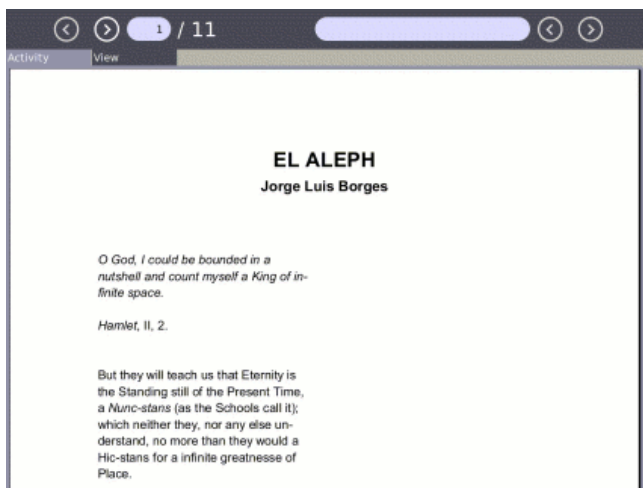 1 / 11
Activity View
EL ALEPH
Jorge Luis Borges
O God, I could be bounded in a
nutshell and count myself a King of in-
finite space.
Hamlet, II, 2.
But they will teach us that Eternity is
the Standing still of the Present Time,
a Nunc-stans (as the Schools call it);
which neither they, nor any else un-
derstand, no more than they would a
Hic-stans for a infinite greatnesse of
Place.